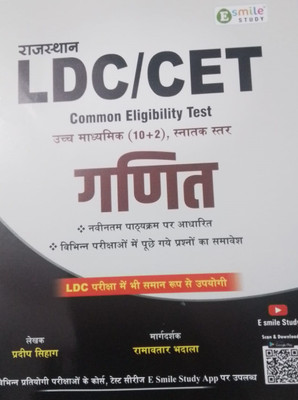 E smile
STUDY
राजस्थान
LDC/CET
Common Eligibility Test
उच्च माध्यमिक (10+2), स्नातक स्तर
गणित
• नवीनतम पाठ्यक्रम पर आधारित
• विभिन्न परीक्षाओं में पूछे गये प्रश्नों का समावेश
LDC परीक्षा में भी समान रूप से उपयोगी
लेखक
प्रदीप सिहाग
मार्गदर्शक
रामावतार भदाला
E smile Study
Scan & Download
विभिन्न प्रतियोगी परीक्षाओं के कोर्स, टेस्ट सीरीज E Smile Study App पर उपलब्ध